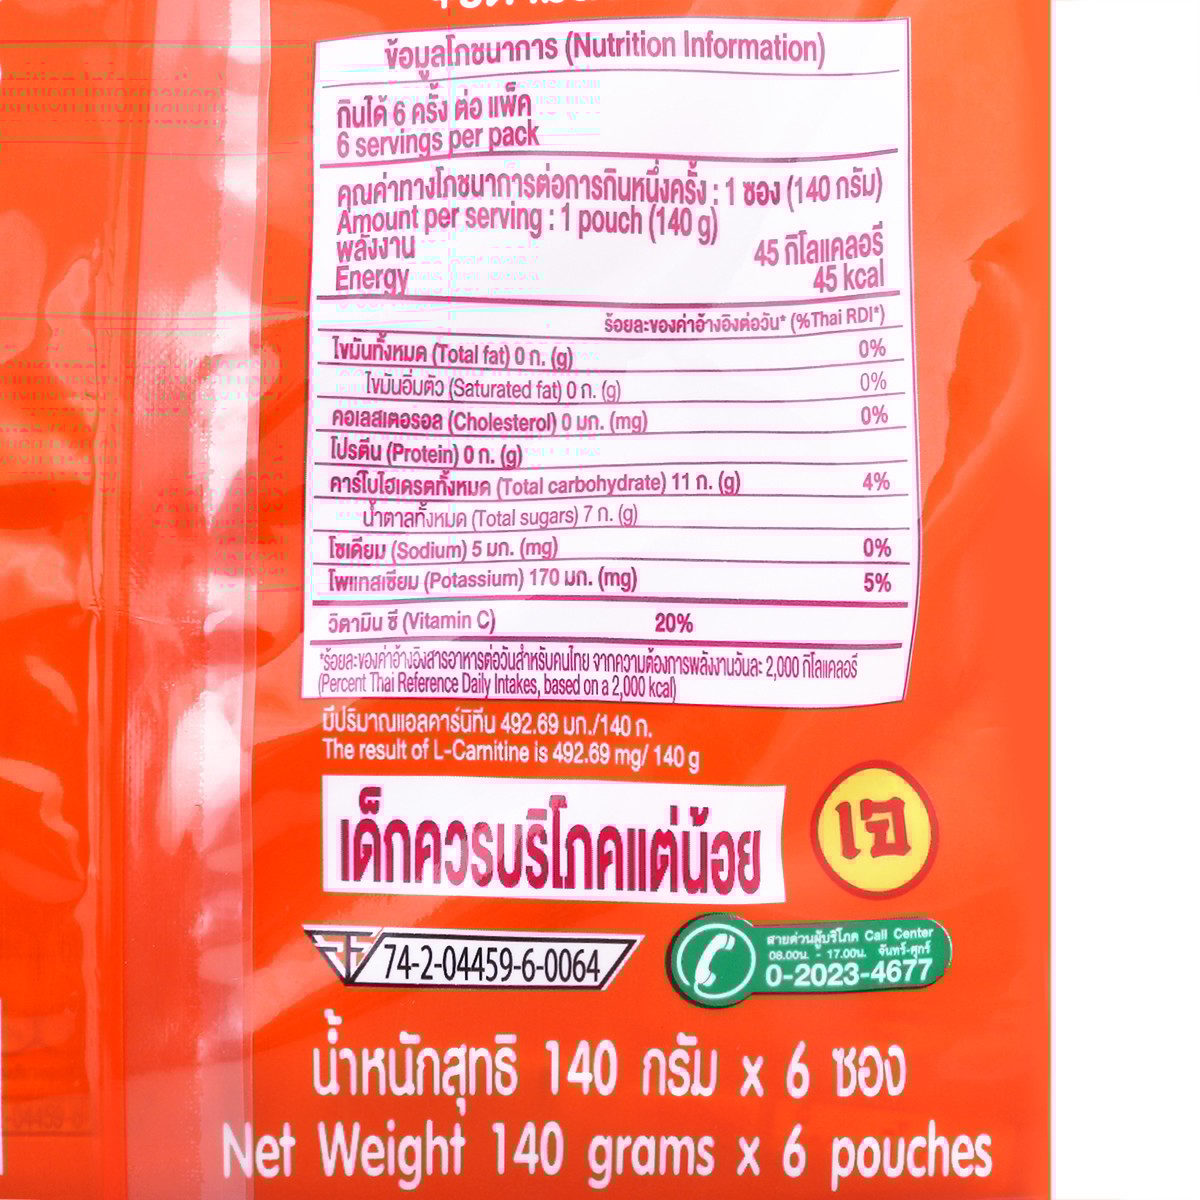 ข้อมูลโภชนาการ (Nutrition Information)
กินได้ 6 ครั้ง ต่อ แพ็ค
6 servings per pack
คุณค่าทางโภชนาการต่อการกินหนึ่งครั้ง : 1 ซอง (140 กรัม)
Amount per serving : 1 pouch (140 g)
พลังงาน 45 กิโลแคลอรี
Energy 45 kcal
ร้อยละของค่าอ้างอิงต่อวัน* (%Thai RDI*)
ไขมันทั้งหมด (Total fat) 0 ก. (g) 0%
ไขมันอิ่มตัว (Saturated fat) 0 ก. (g) 0%
คอเลสเตอรอล (Cholesterol) 0 มก. (mg) 0%
โปรตีน (Protein) 0 ก. (g)
คาร์โบไฮเดรตทั้งหมด (Total carbohydrate) 11 ก. (g) 4%
น้ำตาลทั้งหมด (Total sugars) 7 ก. (g)
โซเดียม (Sodium) 5 มก. (mg) 0%
โพแทสเซียม (Potassium) 170 มก. (mg) 5%
วิตามิน ซี (Vitamin C) 20%
*ร้อยละของค่าอ้างอิงสารอาหารต่อวันสำหรับคนไทย จากความต้องการพลังงานวันละ 2,000 กิโลแคลอรี
(Percent Thai Reference Daily Intakes, based on a 2,000 kcal)
มีปริมาณแอลคาร์นิทีน 492.69 มก./140 ก.
The result of L-Carnitine is 492.69 mg/ 140 g
เด็กควรบริโภคแต่น้อย
เจ
74-2-04459-6-0064
สายด่วนผู้บริโภค Call Center
08.00น. - 17.00น. จันทร์-ศุกร์
0-2023-4677
น้ำหนักสุทธิ 140 กรัม x 6 ซอง
Net Weight 140 grams x 6 pouches